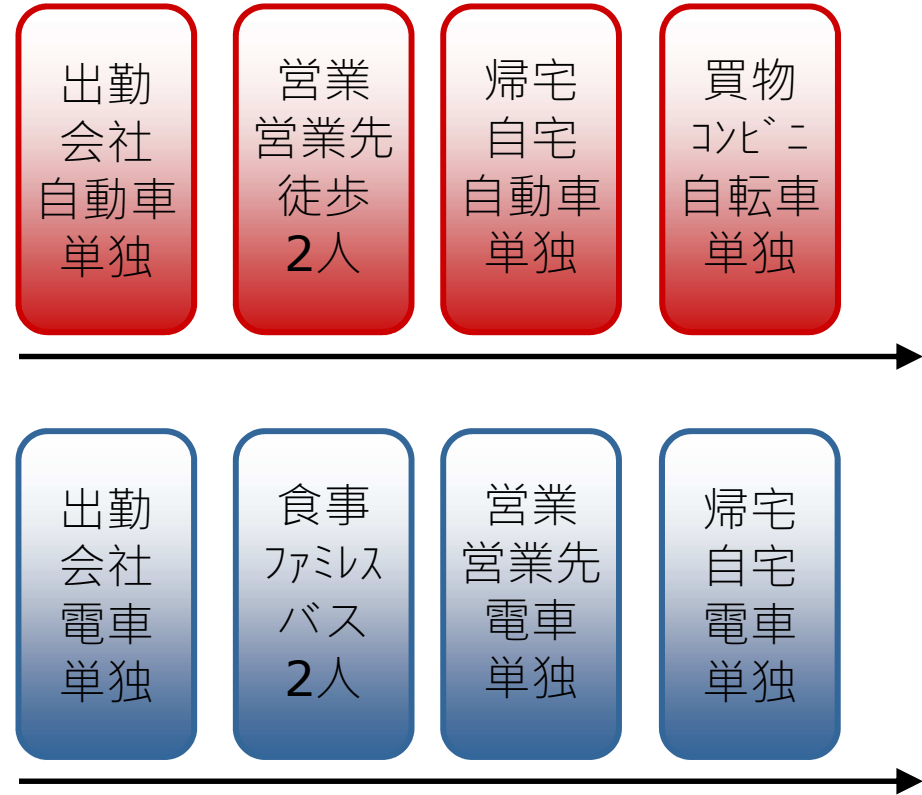 出勤
会社
自動車
単独
営業
営業先
徒歩
2人
帰宅
自宅
自動車
単独
買物
ｺﾝﾋﾞﾆ
自転車
単独
出勤
会社
電車
単独
食事
ﾌｧﾐﾚｽ
バス
2人
営業
営業先
電車
単独
帰宅
自宅
電車
単独